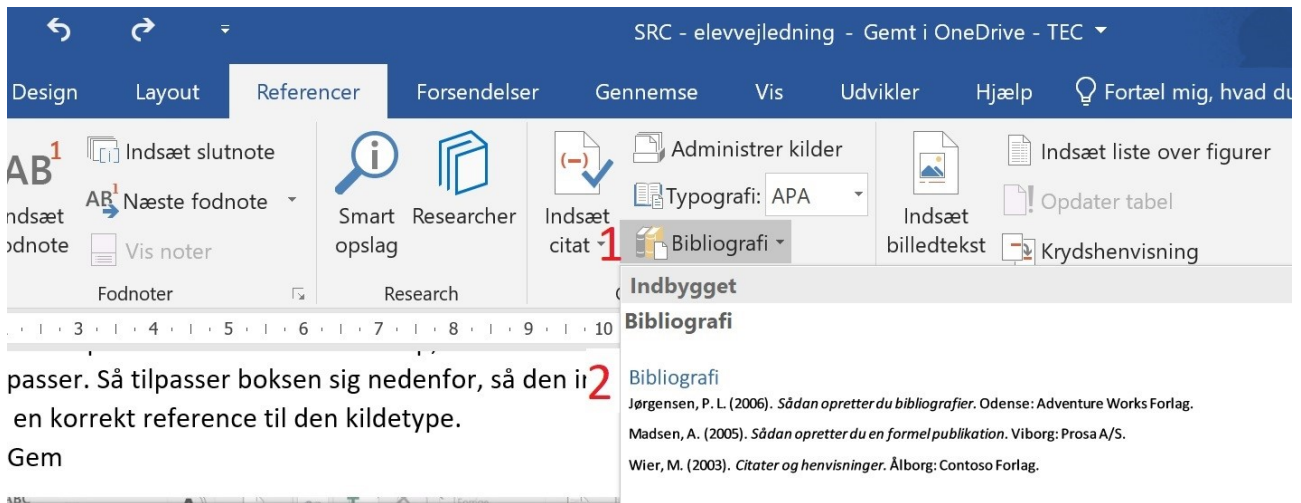 SRC - elevvejledning - Gemt i OneDrive - TEC
Design Layout Referencer Forsendelser Gennemse Vis Udvikler Hjælp Fortæl mig, hvad du
AB1 Indsæt slutnote
Administrer kilder
Indsæt liste over figurer
AB1 Næste fodnote
Typografi: APA
Opdater tabel
ndsæt
odnote
Vis noter
Smart
opslag
Researcher
Indsæt
citat
(-)
1
Bibliografi
Indsæt
billedtekst
Krydshenvisning
Fodnoter Research
Indbygget
3 4 5 6 7 8 9 10
Bibliografi
passer. Så tilpasser boksen sig nedenfor, så den in
en korrekt reference til den kildetype.
Gem
2
Bibliografi
Jørgensen, P. L. (2006). Sådan opretter du bibliografier. Odense: Adventure Works Forlag.
Madsen, A. (2005). Sådan opretter du en formel publikation. Viborg: Prosa A/S.
Wier, M. (2003). Citater og henvisninger. Ålborg: Contoso Forlag.